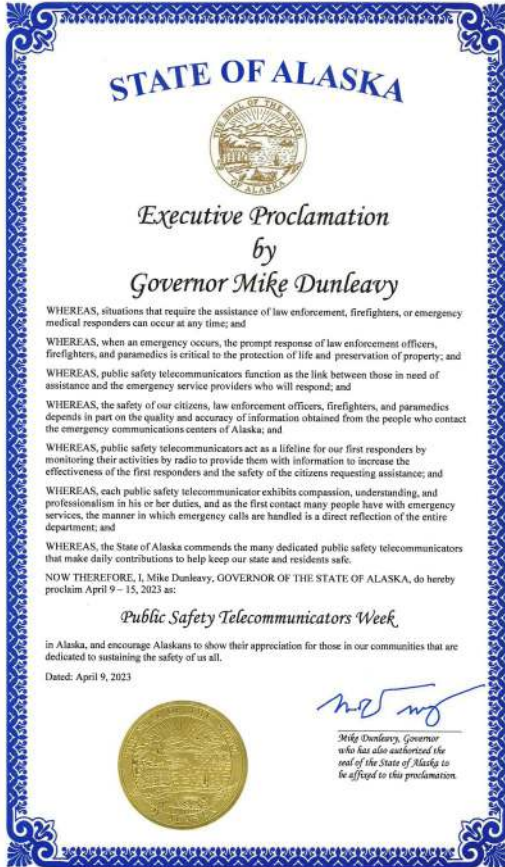 STATE OF ALASKA
THE SEAL OF THE STATE
OF ALASKA
Executive Proclamation
by
Governor Mike Dunleavy
WHEREAS, situations that require the assistance of law enforcement, firefighters, or emergency
medical responders can occur at any time; and
WHEREAS, when an emergency occurs, the prompt response of law enforcement officers,
firefighters, and paramedics is critical to the protection of life and preservation of property; and
WHEREAS, public safety telecommunicators function as the link between those in need of
assistance and the emergency service providers who will respond; and
WHEREAS, the safety of our citizens, law enforcement officers, firefighters, and paramedics
depends in part on the quality and accuracy of information obtained from the people who contact
the emergency communications centers of Alaska; and
WHEREAS, public safety telecommunicators act as a lifeline for our first responders by
monitoring their activities by radio to provide them with information to increase the
effectiveness of the first responders and the safety of the citizens requesting assistance; and
WHEREAS, each public safety telecommunicator exhibits compassion, understanding, and
professionalism in his or her duties, and as the first contact many people have with emergency
services, the manner in which emergency calls are handled is a direct reflection of the entire
department; and
WHEREAS, the State of Alaska commends the many dedicated public safety telecommunicators
that make daily contributions to help keep our state and residents safe.
NOW THEREFORE, I, Mike Dunleavy, GOVERNOR OF THE STATE OF ALASKA, do hereby
proclaim April 9 – 15, 2023 as:
Public Safety Telecommunicators Week
in Alaska, and encourage Alaskans to show their appreciation for those in our communities that are
dedicated to sustaining the safety of us all.
Dated: April 9, 2023
Mike Dunleavy, Governor
who has also authorized the
seal of the State of Alaska to
be affixed to this proclamation.